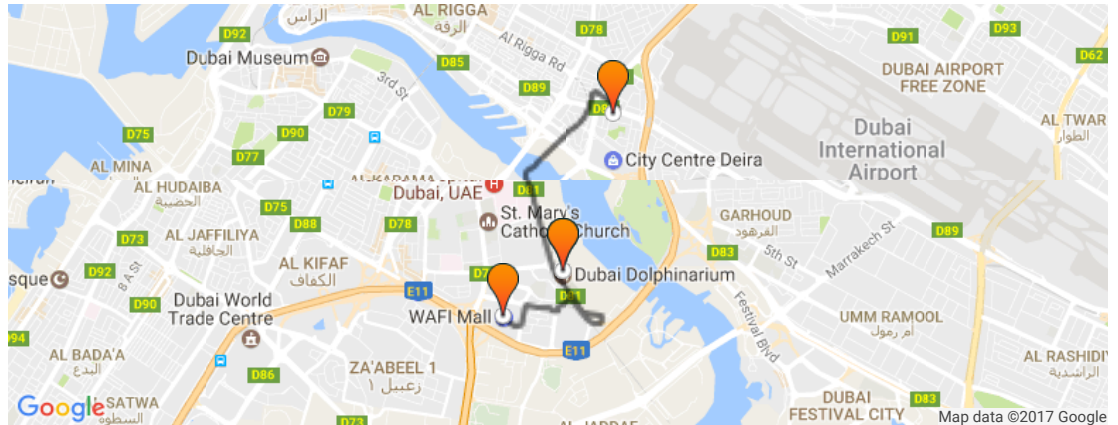 D92
الراس
AL RIGGA
الرقة
D78
D91
D93
Dubai Museum
Al Rigga Rd
D85
3rd St
DUBAI AIRPORT
FREE ZONE
D62
D89
D79
D75
D90
AL TWAR
الطوار
Dubai
International
Airport
AL MINA
D77
City Centre Deira
AL HUDAIBA
الحضيبة
Dubai, UAE
D81
D75
D88
D78
St. Mary's
Catholic Church
GARHOUD
القرهود
D89
D73
AL JAFFILIYA
الحافلية
5th St
Marrakech St
D83
D92
8 A St
AL KIFAF
الكفاف
Dubai Dolphinarium
D90
Dubai World
Trade Centre
E11
D81
WAFI Mall
Festival Blvd
UMM RAMOOL
أم رمول
D94
AL BADA'A
البدع
ZA'ABEEL 1
زعبيل ١
E11
AL RASHIDIY
الراشدية
D86
DUBAI
FESTIVAL CITY
D83
Google
SATWA
السطوه
D73
Map data ©2017 Google